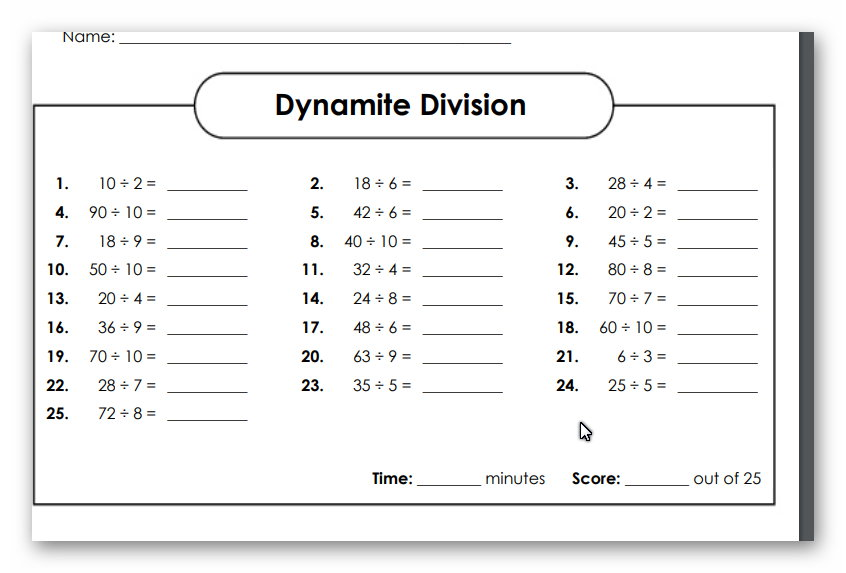 Name: ____________________
Dynamite Division
1. 10 ÷ 2 = __________ 2. 18 ÷ 6 = __________ 3. 28 ÷ 4 = __________
4. 90 ÷ 10 = __________ 5. 42 ÷ 6 = __________ 6. 20 ÷ 2 = __________
7. 18 ÷ 9 = __________ 8. 40 ÷ 10 = __________ 9. 45 ÷ 5 = __________
10. 50 ÷ 10 = __________ 11. 32 ÷ 4 = __________ 12. 80 ÷ 8 = __________
13. 20 ÷ 4 = __________ 14. 24 ÷ 8 = __________ 15. 70 ÷ 7 = __________
16. 36 ÷ 9 = __________ 17. 48 ÷ 6 = __________ 18. 60 ÷ 10 = __________
19. 70 ÷ 10 = __________ 20. 63 ÷ 9 = __________ 21. 6 ÷ 3 = __________
22. 28 ÷ 7 = __________ 23. 35 ÷ 5 = __________ 24. 25 ÷ 5 = __________
25. 72 ÷ 8 = __________
Time: ________ minutes Score: ________ out of 25